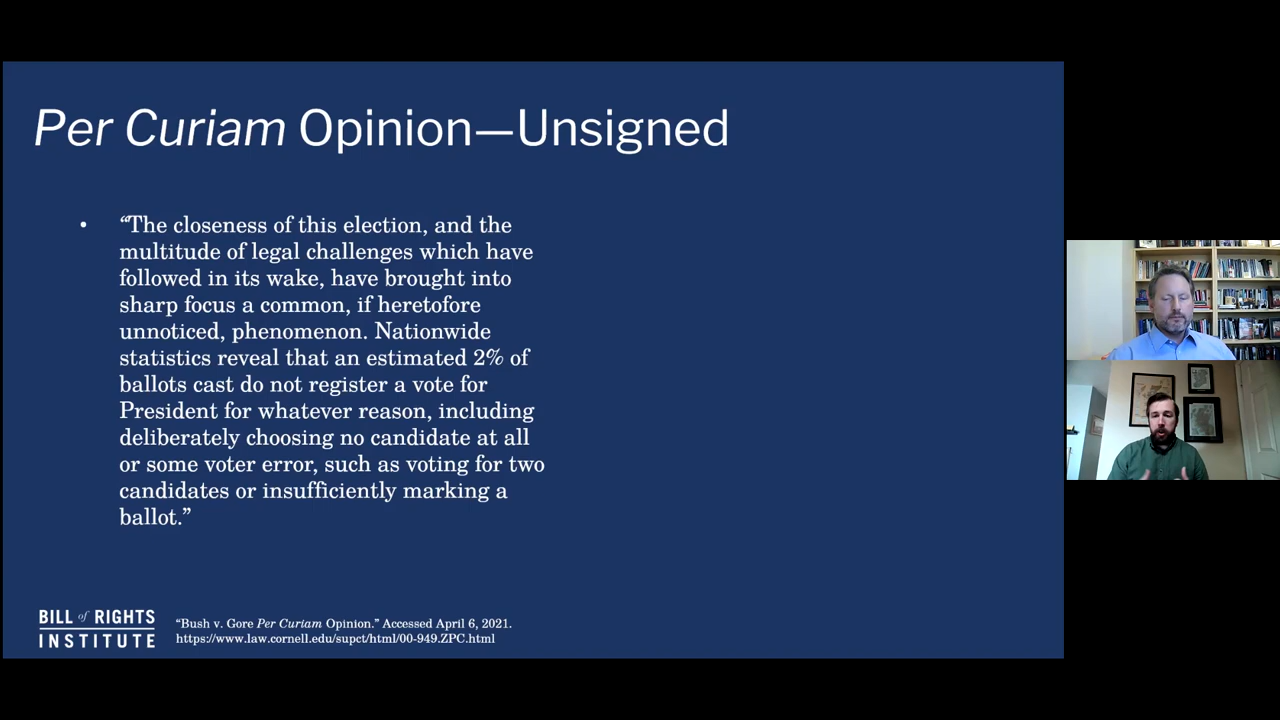 Per Curiam Opinion—Unsigned
• “The closeness of this election, and the
multitude of legal challenges which have
followed in its wake, have brought into
sharp focus a common, if heretofore
unnoticed, phenomenon. Nationwide
statistics reveal that an estimated 2% of
ballots cast do not register a vote for
President for whatever reason, including
deliberately choosing no candidate at all
or some voter error, such as voting for two
candidates or insufficiently marking a
ballot.”
BILL of RIGHTS
INSTITUTE
“Bush v. Gore Per Curiam Opinion.” Accessed April 6, 2021.
https://www.law.cornell.edu/supct/html/00-949.ZPC.html